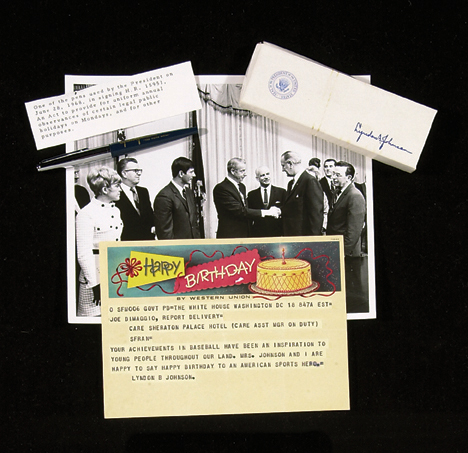 One of the pens used by the President on
June 28, 1968, in signing H.R. 15951,
An Act to provide for uniform annual
observances of certain legal public
holidays on Mondays, and for other
purposes.
Lyndon B Johnson
HAPPY
BIRTHDAY
BY WESTERN UNION
THE WHITE HOUSE WASHINGTON DC 18 847A EST=
JOE DIMAGGIO, REPORT DELIVERY=
CARE SHERATON PALACE HOTEL (CARE ASST MGR ON DUTY)
SFRAN=
YOUR ACHIEVEMENTS IN BASEBALL HAVE BEEN AN INSPIRATION TO
YOUNG PEOPLE THROUGHOUT OUR LAND. MRS. JOHNSON AND I ARE
HAPPY TO SAY HAPPY BIRTHDAY TO AN AMERICAN SPORTS HERO.=
LYNDON B JOHNSON.